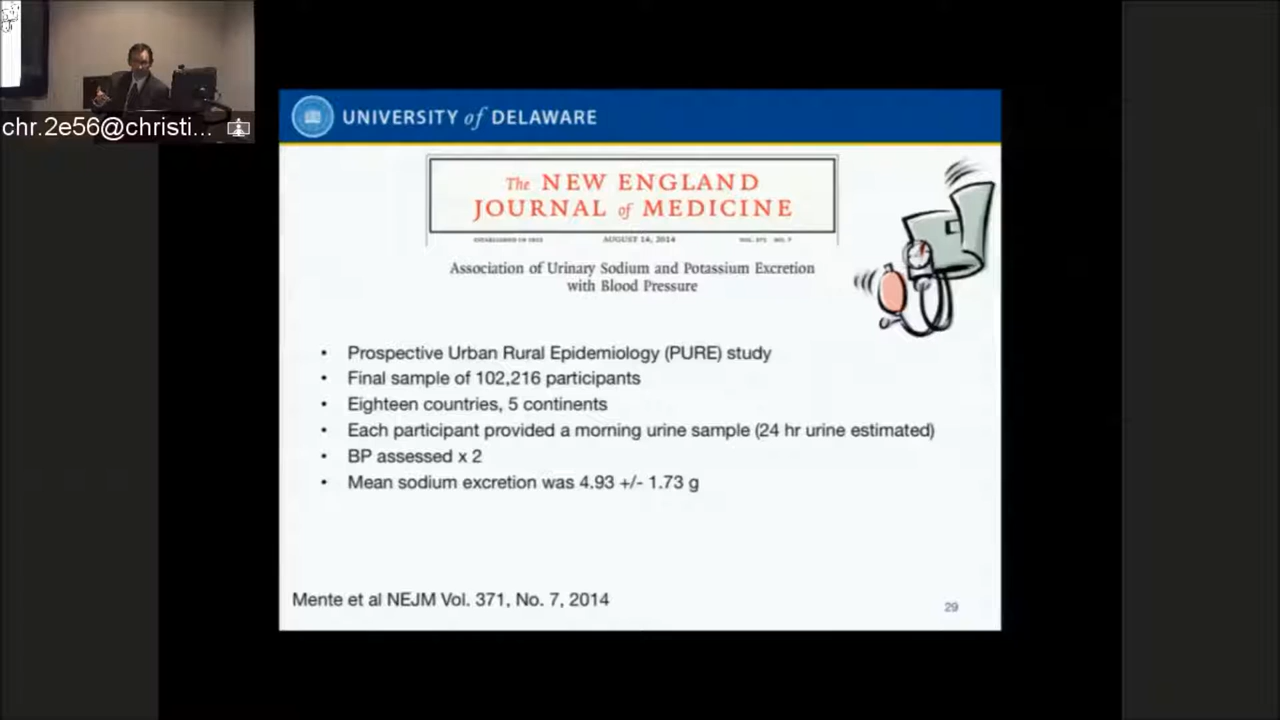 chr.2e56@christi...
UNIVERSITY of DELAWARE
The NEW ENGLAND
JOURNAL of MEDICINE
ESTABLISHED IN 1812 AUGUST 14, 2014 VOL. 371 NO. 7
Association of Urinary Sodium and Potassium Excretion
with Blood Pressure
• Prospective Urban Rural Epidemiology (PURE) study
• Final sample of 102,216 participants
• Eighteen countries, 5 continents
• Each participant provided a morning urine sample (24 hr urine estimated)
• BP assessed x 2
• Mean sodium excretion was 4.93 +/- 1.73 g
Mente et al NEJM Vol. 371, No. 7, 2014
29